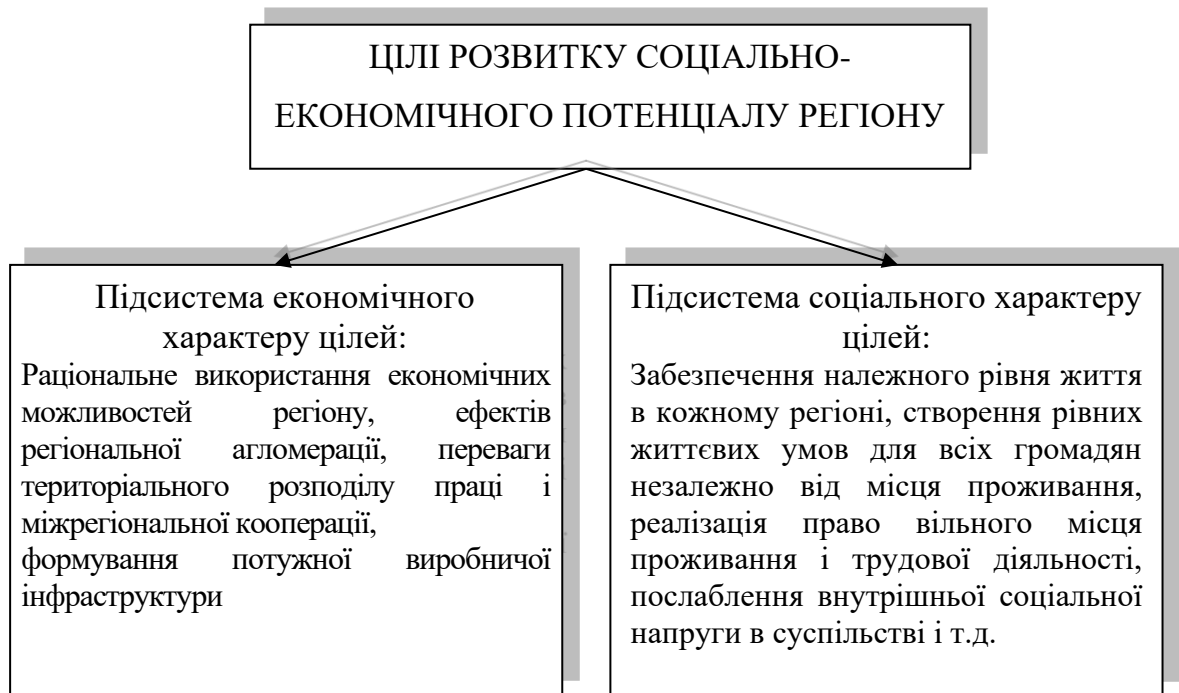 ЦІЛІ РОЗВИТКУ СОЦІАЛЬНО-
ЕКОНОМІЧНОГО ПОТЕНЦІАЛУ РЕГІОНУ
Підсистема економічного
характеру цілей:
Раціональне використання економічних
можливостей регіону, ефектів
регіональної агломерації, переваги
територіального розподілу праці і
міжрегіональної кооперації,
формування потужної виробничої
інфраструктури
Підсистема соціального характеру
цілей:
Забезпечення належного рівня життя
в кожному регіоні, створення рівних
життєвих умов для всіх громадян
незалежно від місця проживання,
реалізація право вільного місця
проживання і трудової діяльності,
послаблення внутрішньої соціальної
напруги в суспільстві і т.д.